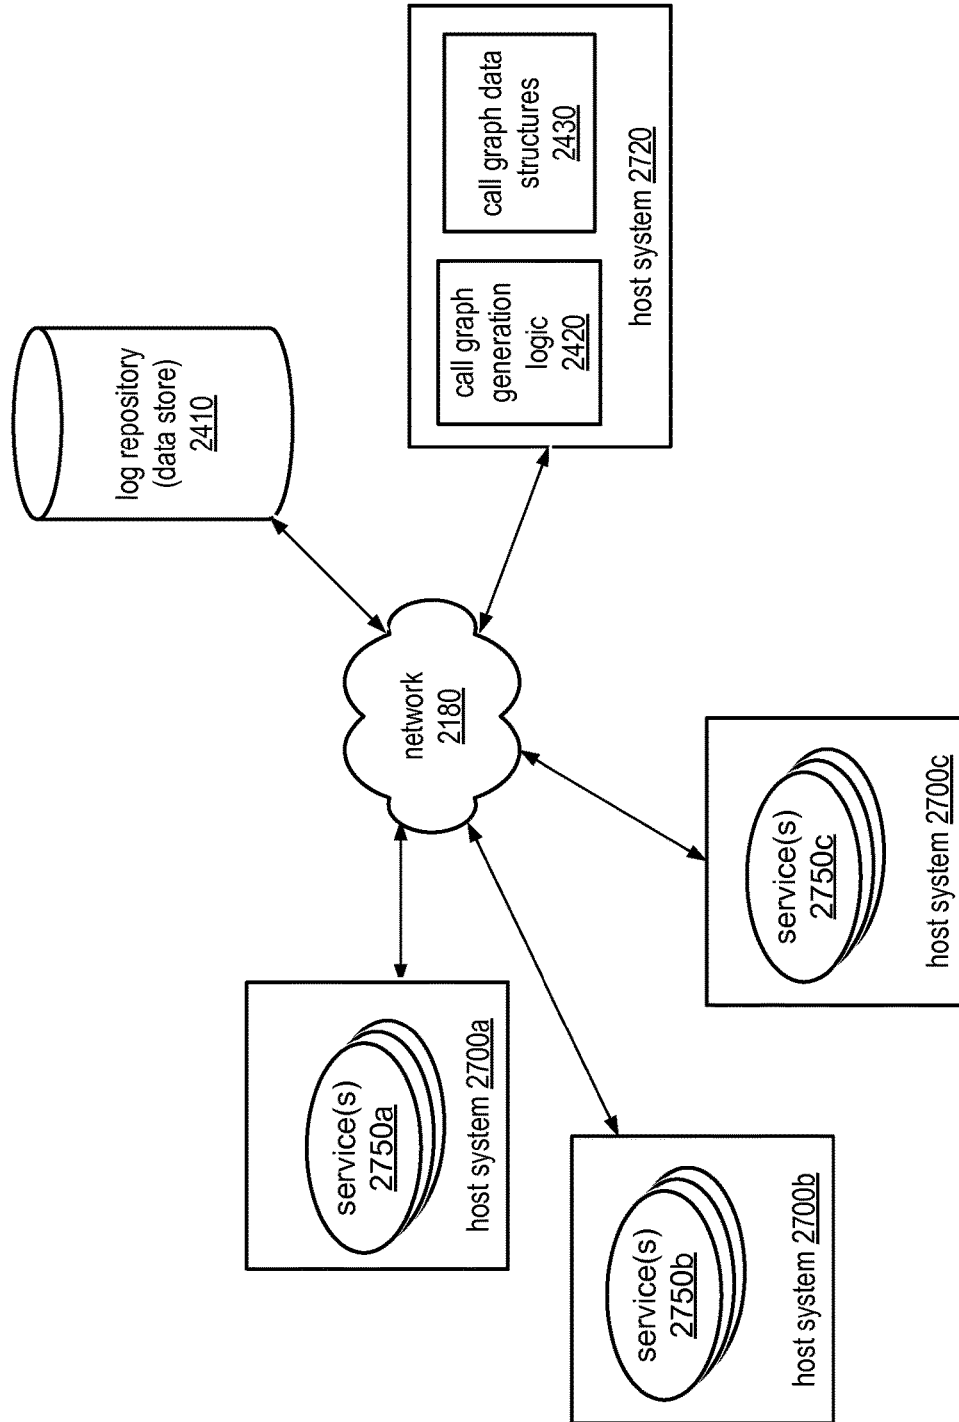 service(s)
2750a
host system 2700a
service(s)
2750b
host system 2700b
service(s)
2750c
host system 2700c
network
2180
log repository
(data store)
2410
call graph
generation
logic
2420
call graph data
structures
2430
host system 2720